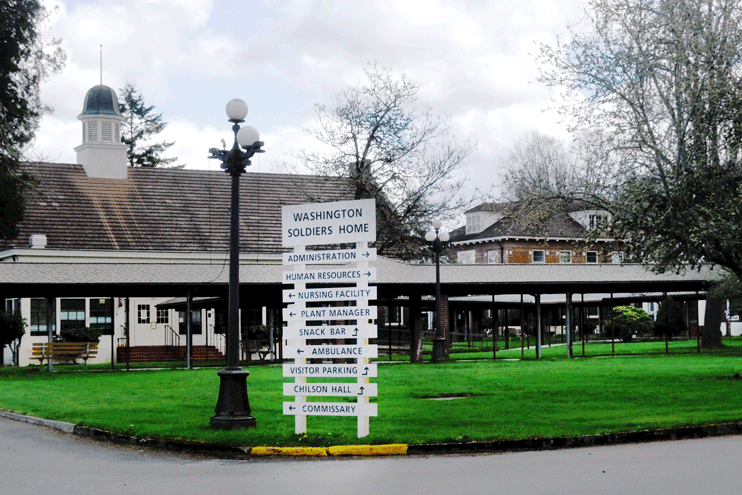 WASHINGTON
SOLDIERS HOME
ADMINISTRATION →
HUMAN RESOURCES →
← NURSING FACILITY
← PLANT MANAGER
SNACK BAR ↱
← AMBULANCE
VISITOR PARKING ↱
CHILSON HALL ↱
← COMMISSARY